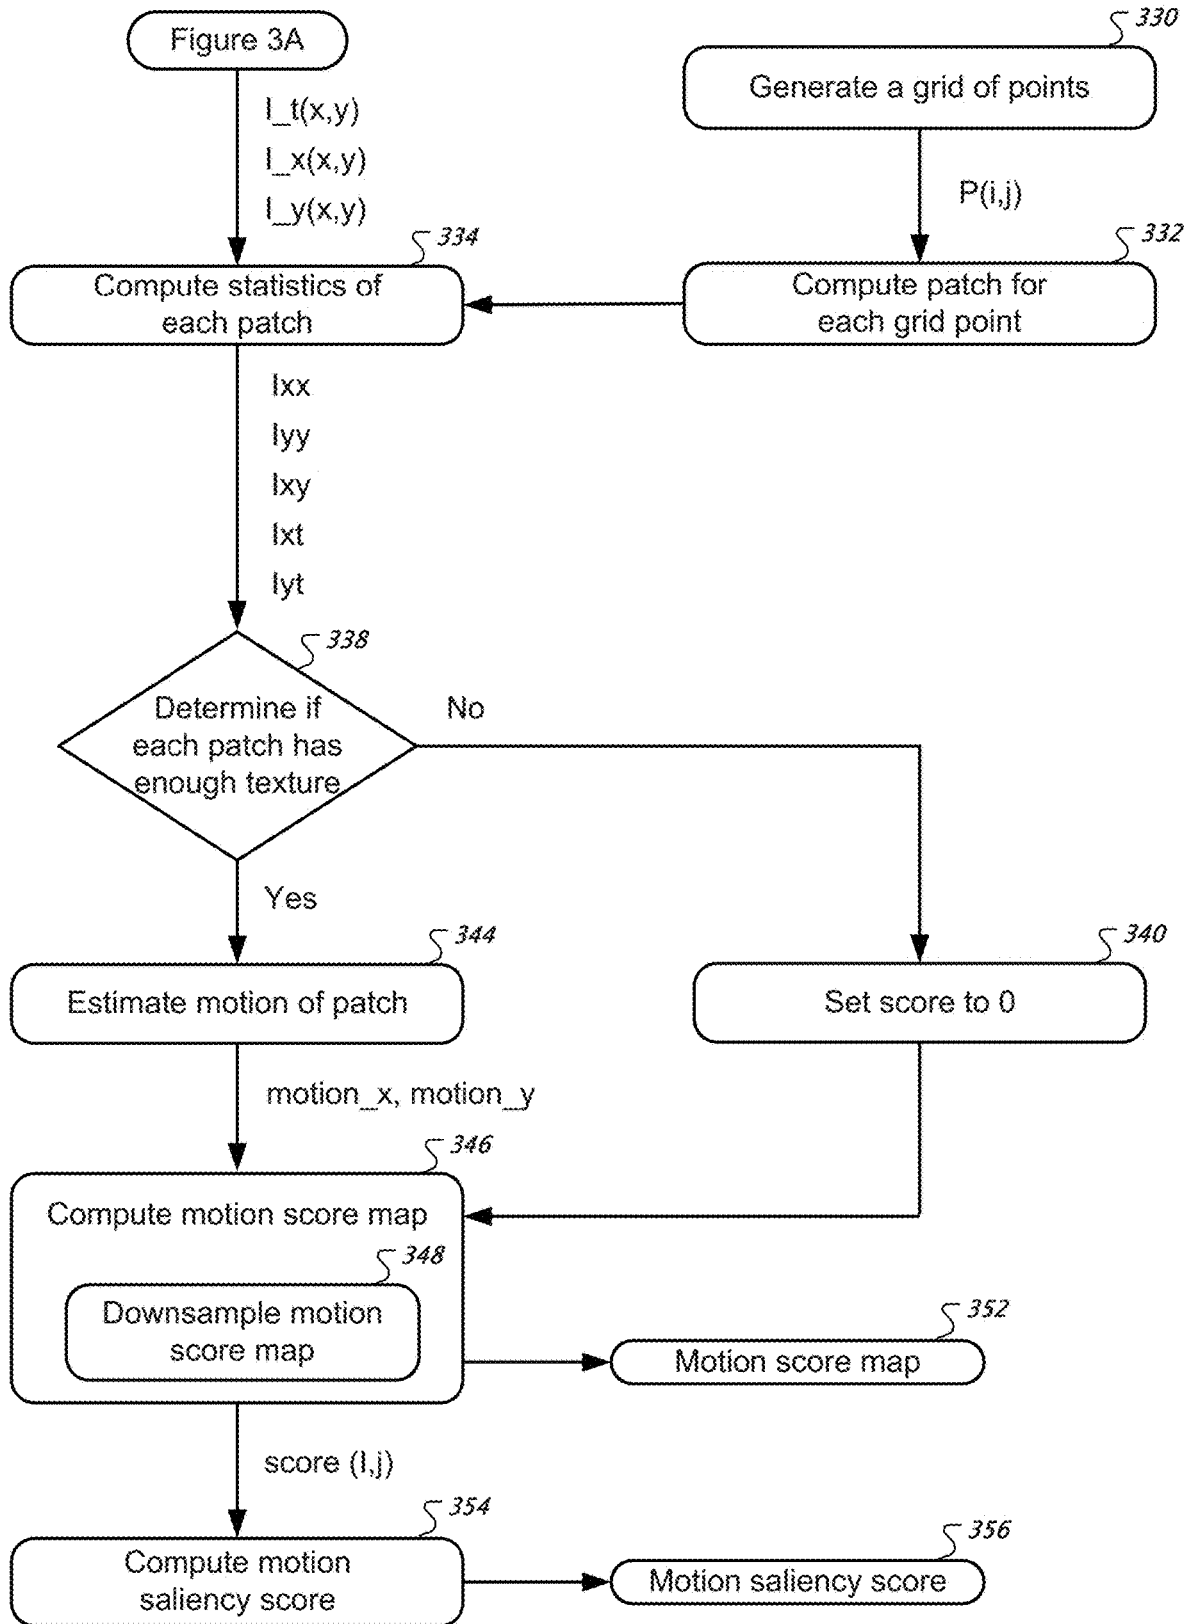 Figure 3A
330
Generate a grid of points
I_t(x,y)
I_x(x,y)
I_y(x,y)
P(i,j)
334
Compute statistics of
each patch
332
Compute patch for
each grid point
Ixx
Iyy
Ixy
Ixt
Iyt
338
Determine if
each patch has
enough texture
No
Yes
344
Estimate motion of patch
340
Set score to 0
motion_x, motion_y
346
Compute motion score map
348
Downsample motion
score map
352
Motion score map
score (I,j)
354
Compute motion
saliency score
356
Motion saliency score